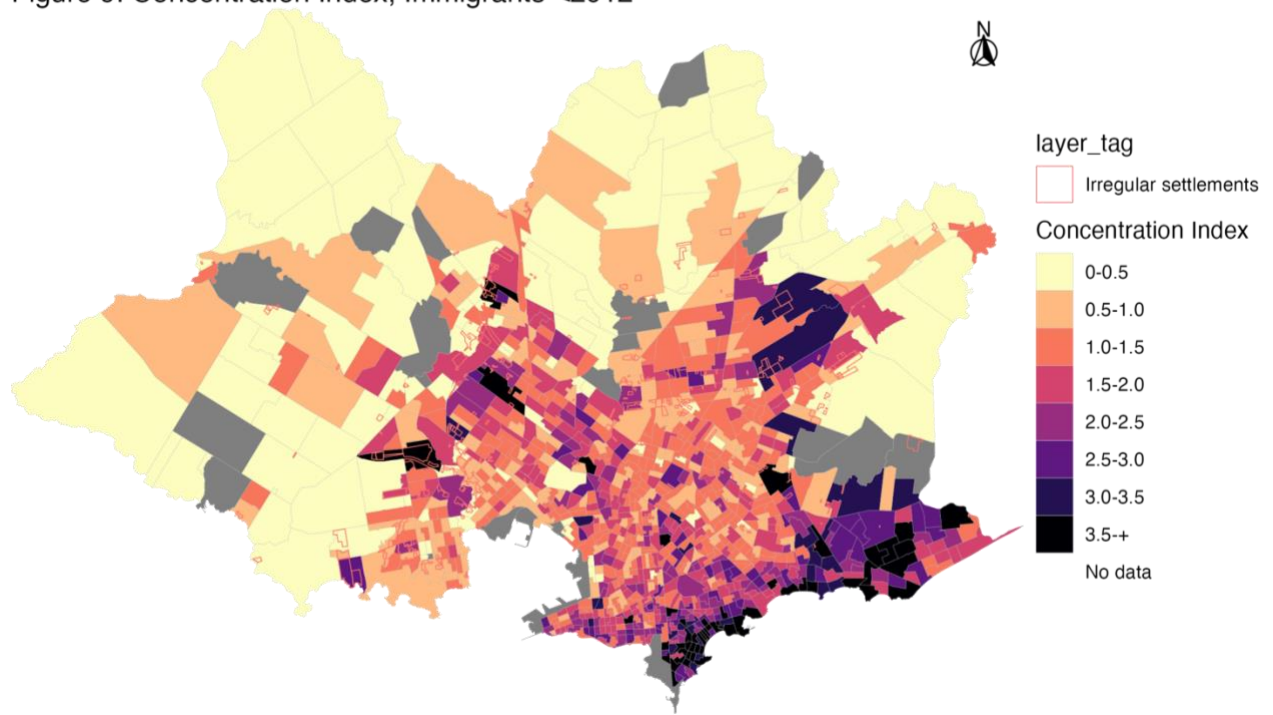 N
layer_tag
Irregular settlements
Concentration Index
0-0.5
0.5-1.0
1.0-1.5
1.5-2.0
2.0-2.5
2.5-3.0
3.0-3.5
3.5-+
No data